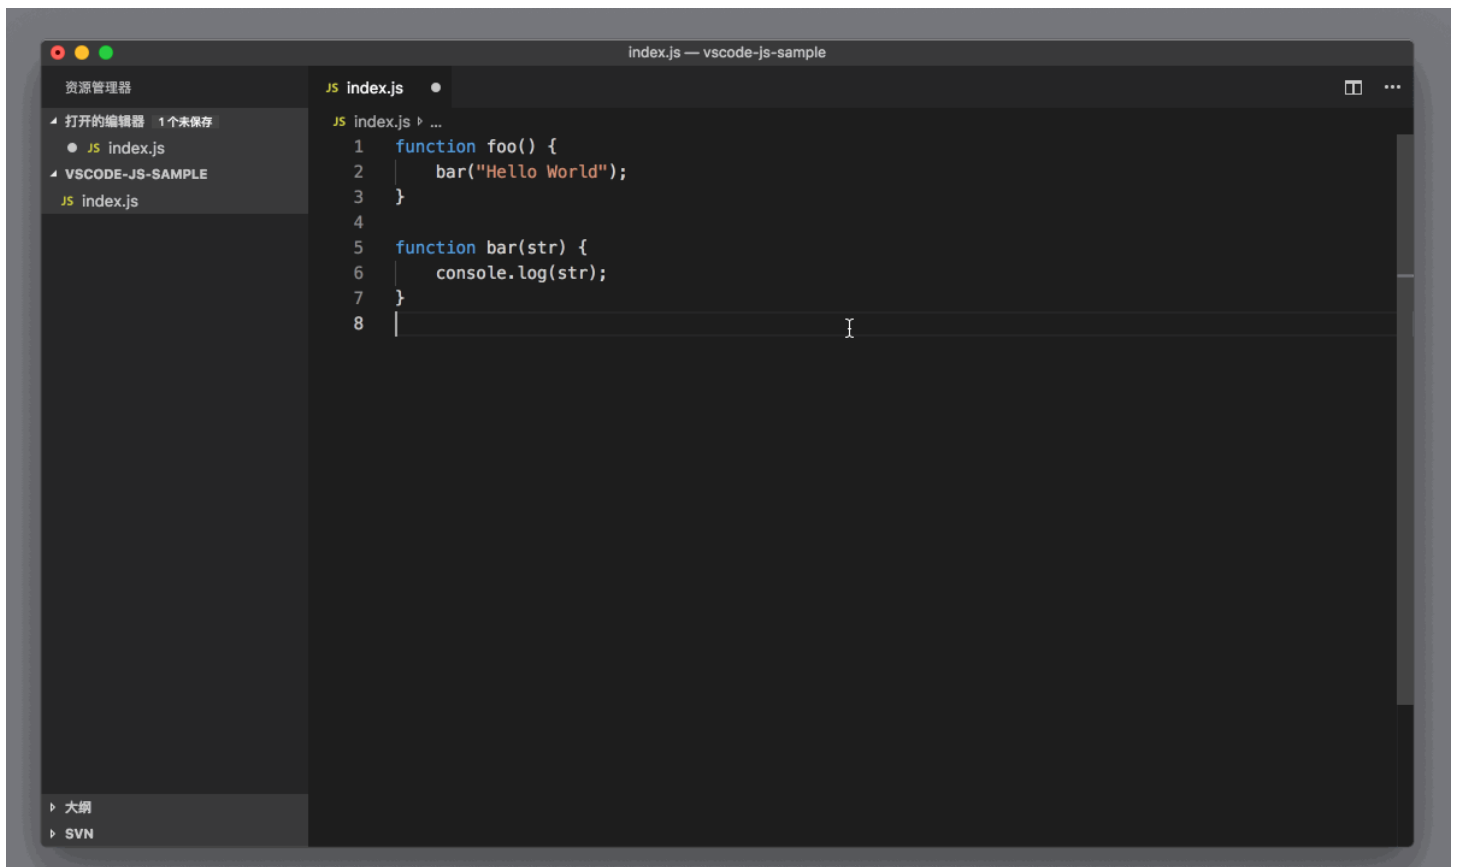 index.js — vscode-js-sample
资源管理器
打开的编辑器 1 个未保存
JS index.js
VSCODE-JS-SAMPLE
JS index.js
大纲
SVN
JS index.js
JS index.js ...
1 function foo() {
2 bar("Hello World");
3 }
4
5 function bar(str) {
6 console.log(str);
7 }
8